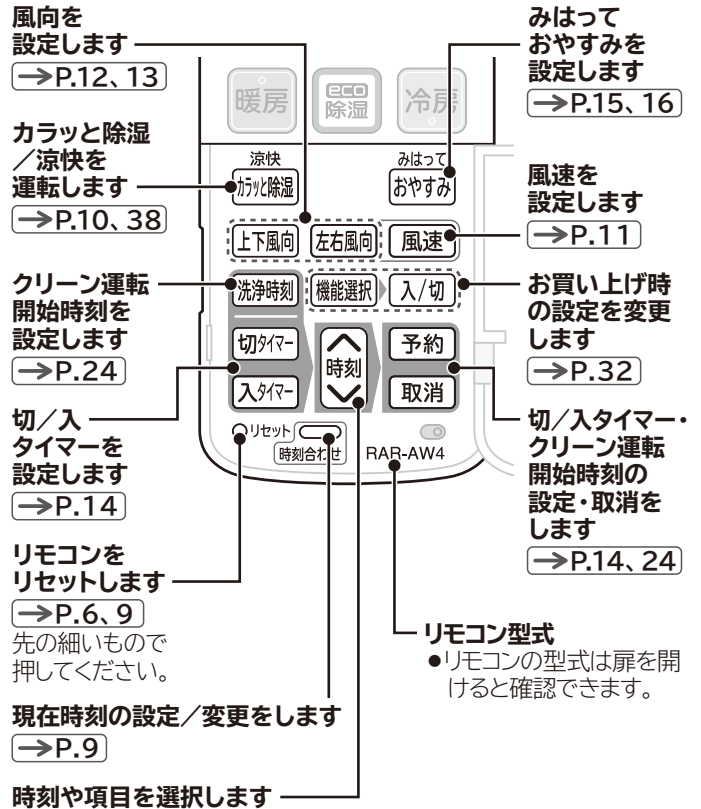 風向を
設定します
→P.12、13
カラッと除湿
／涼快を
運転します
→P.10、38
クリーン運転
開始時刻を
設定します
→P.24
切／入
タイマーを
設定します
→P.14
リモコンを
リセットします
→P.6、9
先の細いもので
押してください。
現在時刻の設定／変更をします
→P.9
時刻や項目を選択します
暖房
eco
除湿
冷房
涼快
みはって
カラッと除湿
おやすみ
上下風向
左右風向
風速
洗浄時刻
機能選択
入/切
切タイマー
時刻
予約
入タイマー
取消
リセット
時刻合わせ
RAR-AW4
みはって
おやすみを
設定します
→P.15、16
風速を
設定します
→P.11
お買い上げ時
の設定を変更
します
→P.32
切／入タイマー・
クリーン運転
開始時刻の
設定・取消を
します
→P.14、24
リモコン型式
●リモコンの型式は扉を開
けると確認できます。